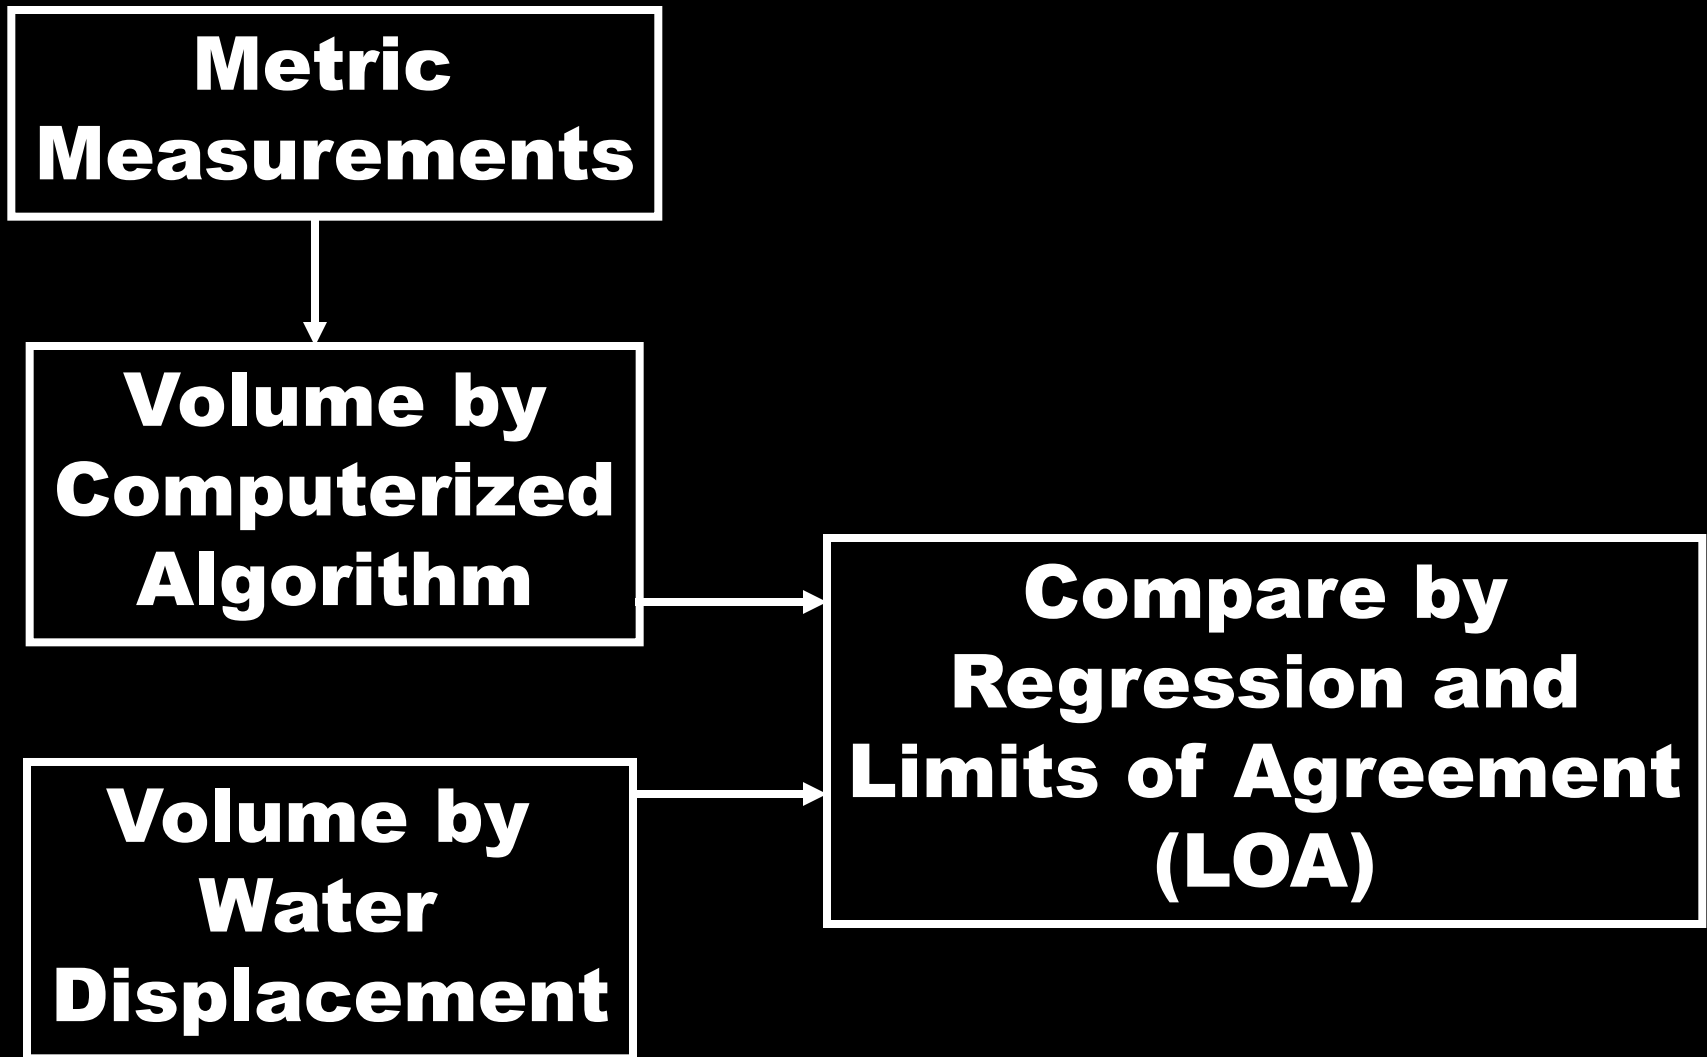 Metric
Measurements
Volume by
Computerized
Algorithm
Volume by
Water
Displacement
Compare by
Regression and
Limits of Agreement
(LOA)